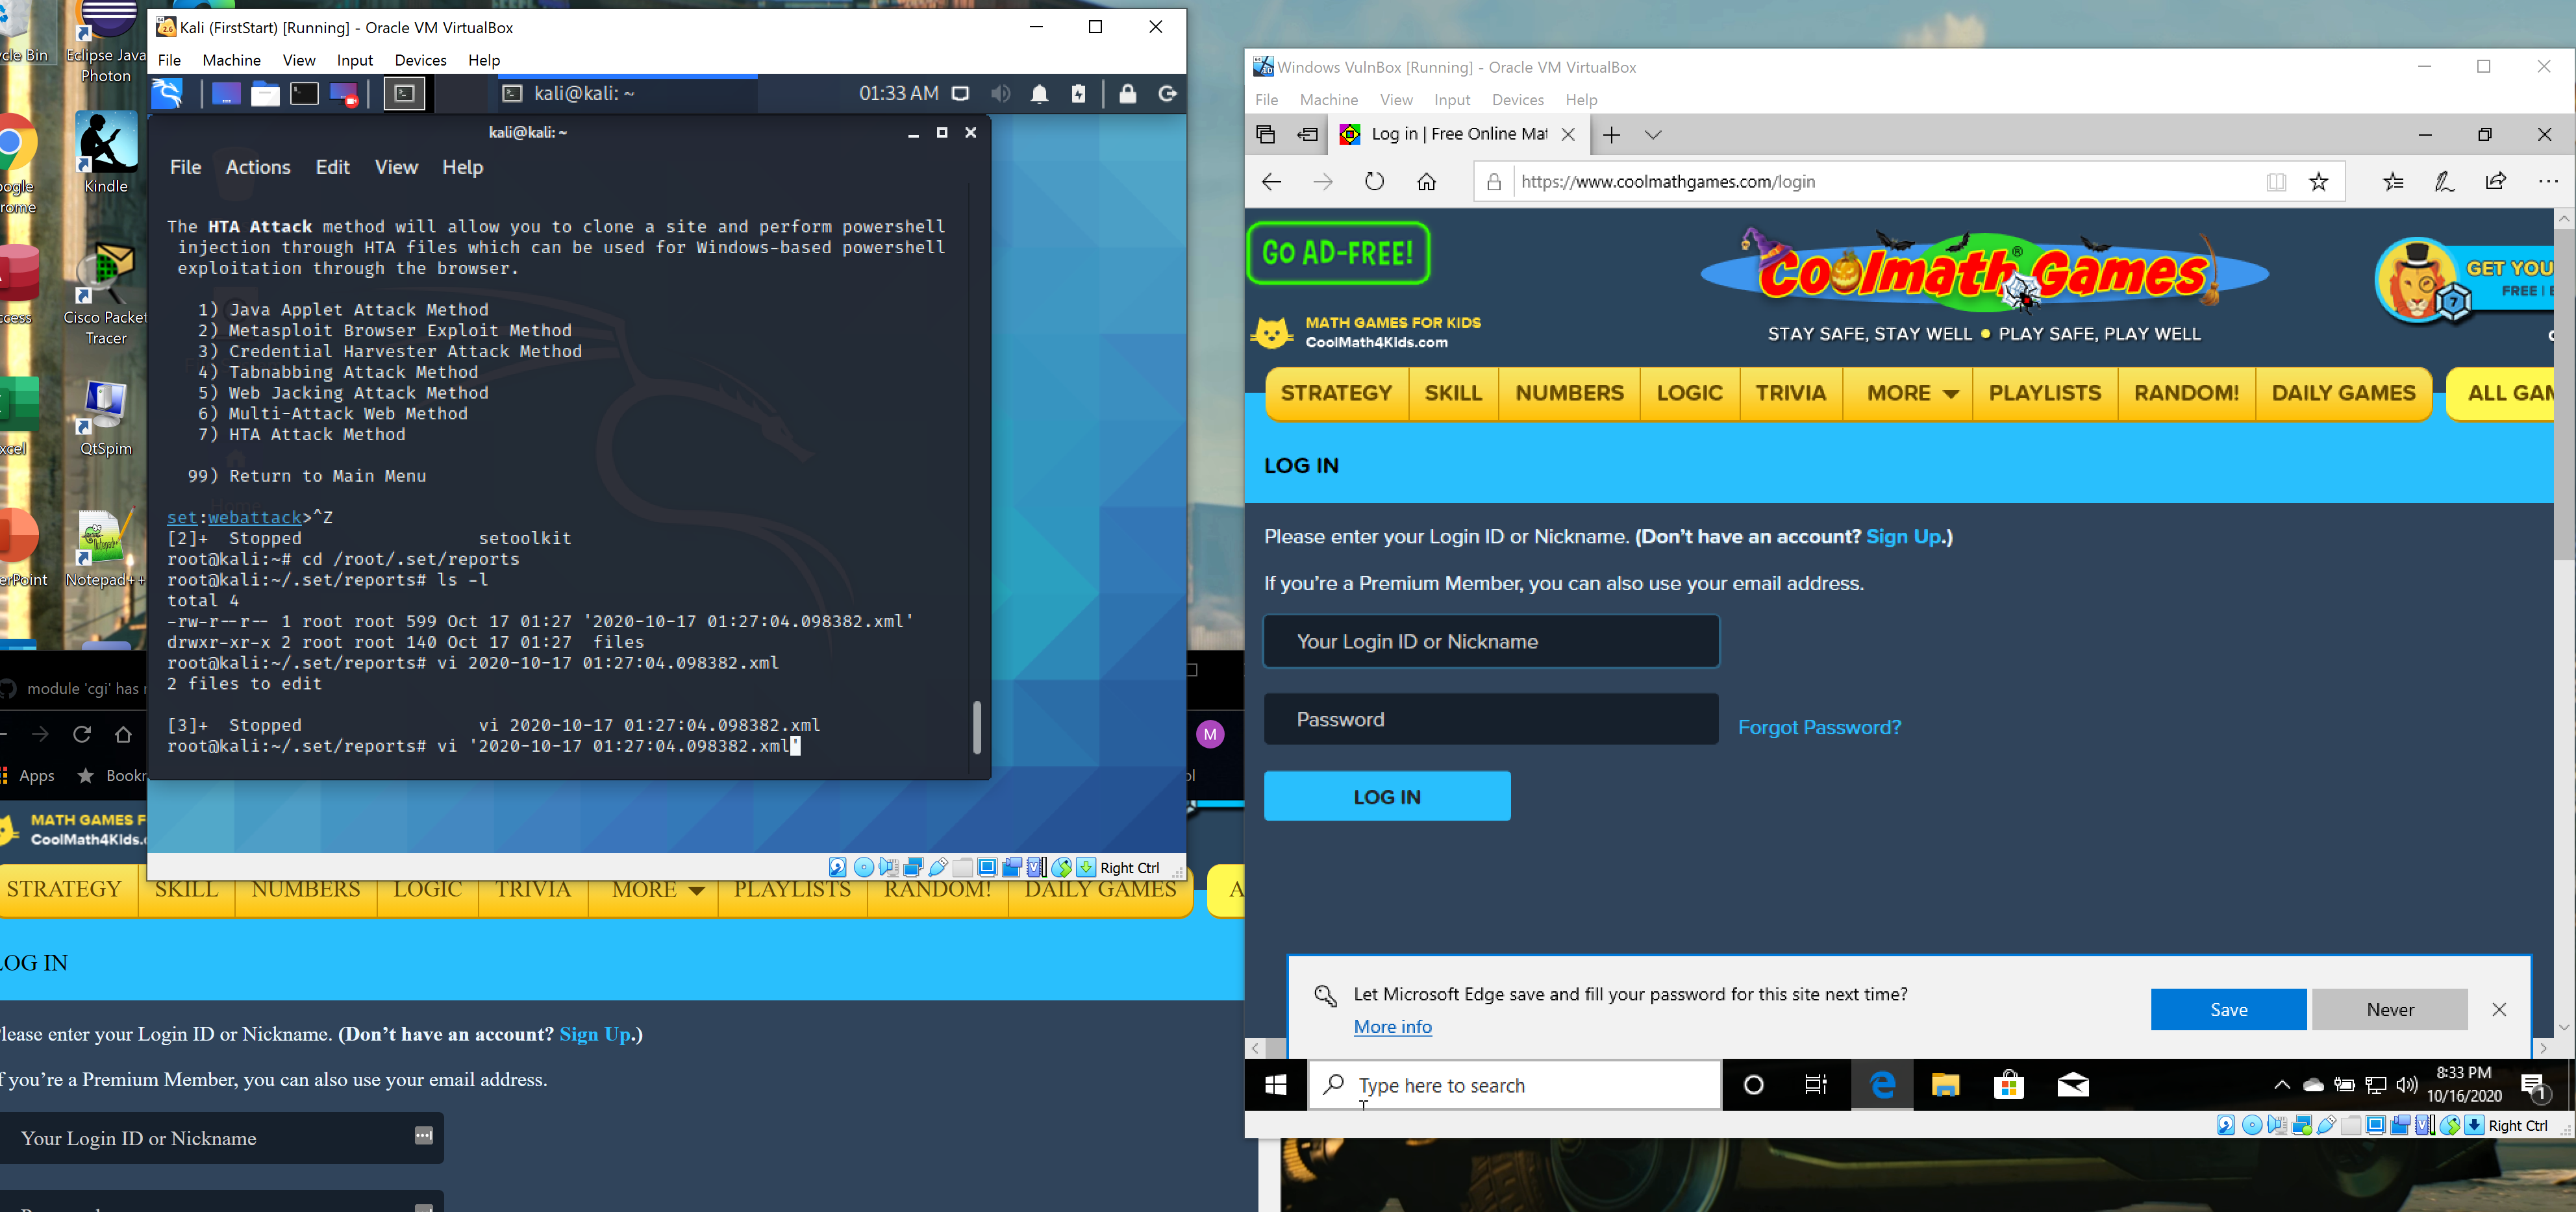 cle Bin
Eclipse Java
Photon
ogle
rome
Kindle
ccess
Cisco Packet
Tracer
xcel
QtSpim
erPoint
Notepad++
Kali (FirstStart) [Running] - Oracle VM VirtualBox
File Machine View Input Devices Help
kali@kali: ~
01:33 AM
kali@kali: ~
File Actions Edit View Help
The HTA Attack method will allow you to clone a site and perform powershell
injection through HTA files which can be used for Windows-based powershell
exploitation through the browser.
1) Java Applet Attack Method
2) Metasploit Browser Exploit Method
3) Credential Harvester Attack Method
4) Tabnabbing Attack Method
5) Web Jacking Attack Method
6) Multi-Attack Web Method
7) HTA Attack Method
99) Return to Main Menu
set:webattack>^Z
[2]+  Stopped                 setoolkit
root@kali:~# cd /root/.set/reports
root@kali:~/.set/reports# ls -l
total 4
-rw-r--r-- 1 root root 599 Oct 17 01:27 '2020-10-17 01:27:04.098382.xml'
drwxr-xr-x 2 root root 140 Oct 17 01:27  files
root@kali:~/.set/reports# vi 2020-10-17 01:27:04.098382.xml
2 files to edit
[3]+  Stopped                 vi 2020-10-17 01:27:04.098382.xml
root@kali:~/.set/reports# vi '2020-10-17 01:27:04.098382.xml'
Right Ctrl
module 'cgi' has
M
Apps Bookr
MATH GAMES F
CoolMath4Kids.
STRATEGY SKILL NUMBERS LOGIC TRIVIA MORE PLAYLISTS RANDOM! DAILY GAMES A
LOG IN
lease enter your Login ID or Nickname. (Don't have an account? Sign Up.)
f you're a Premium Member, you can also use your email address.
Your Login ID or Nickname
Windows VulnBox [Running] - Oracle VM VirtualBox
File Machine View Input Devices Help
Log in | Free Online Mat
https://www.coolmathgames.com/login
GO AD-FREE!
MATH GAMES FOR KIDS
CoolMath4Kids.com
Coolmath Games®
STAY SAFE, STAY WELL • PLAY SAFE, PLAY WELL
7
GET YOU
FREE | E
STRATEGY SKILL NUMBERS LOGIC TRIVIA MORE PLAYLISTS RANDOM! DAILY GAMES ALL GAM
LOG IN
Please enter your Login ID or Nickname. (Don't have an account? Sign Up.)
If you're a Premium Member, you can also use your email address.
Your Login ID or Nickname
Password
Forgot Password?
LOG IN
Let Microsoft Edge save and fill your password for this site next time?
More info
Save
Never
Type here to search
8:33 PM
10/16/2020
1
Right Ctrl